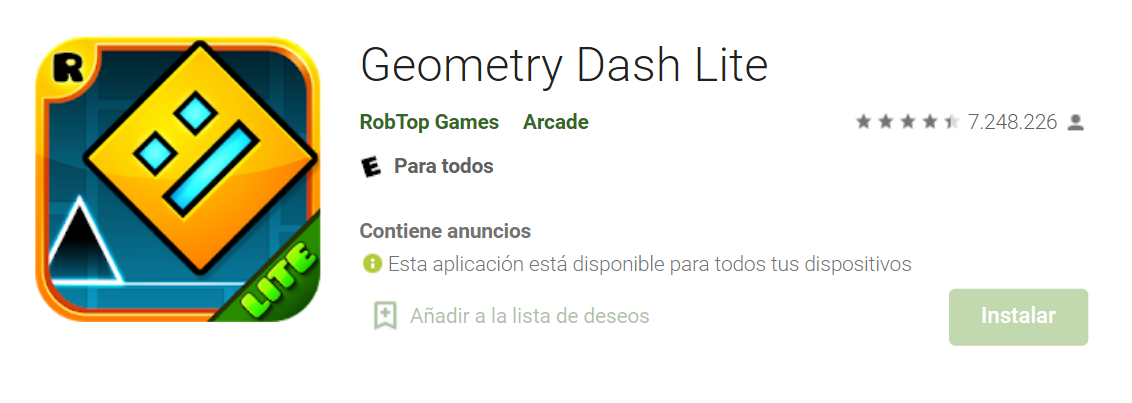 R
Geometry Dash Lite
RobTop Games Arcade 7.248.226
E Para todos
Contiene anuncios
Esta aplicación está disponible para todos tus dispositivos
LITE
Añadir a la lista de deseos Instalar